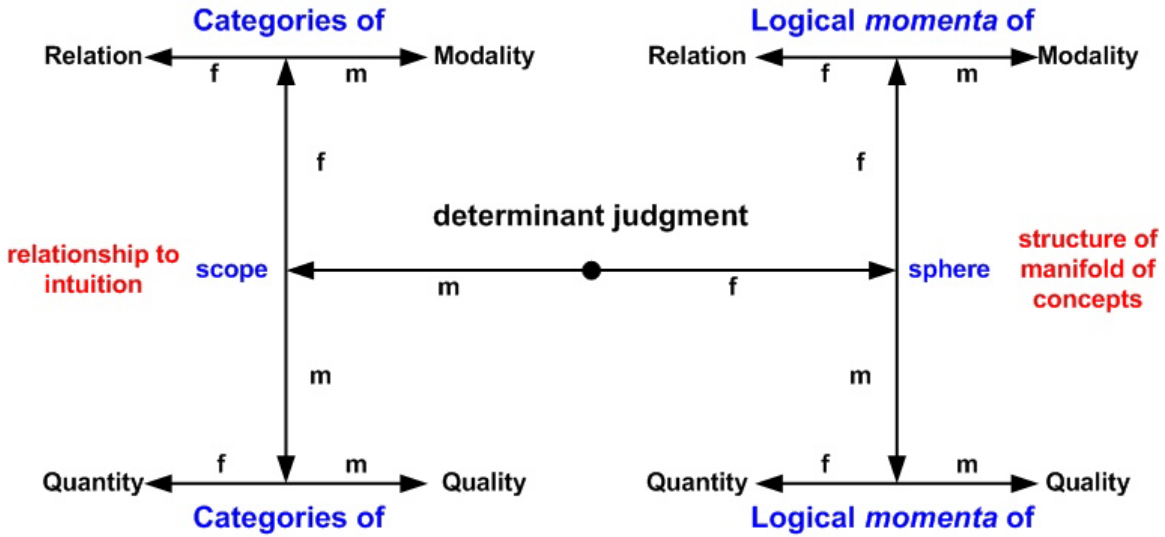 Categories of
Logical momenta of
Relation
f
m
Modality
Relation
f
m
Modality
f
f
determinant judgment
relationship to
intuition
scope
m
f
sphere
structure of
manifold of
concepts
m
m
Quantity
f
m
Quality
Quantity
f
m
Quality
Categories of
Logical momenta of